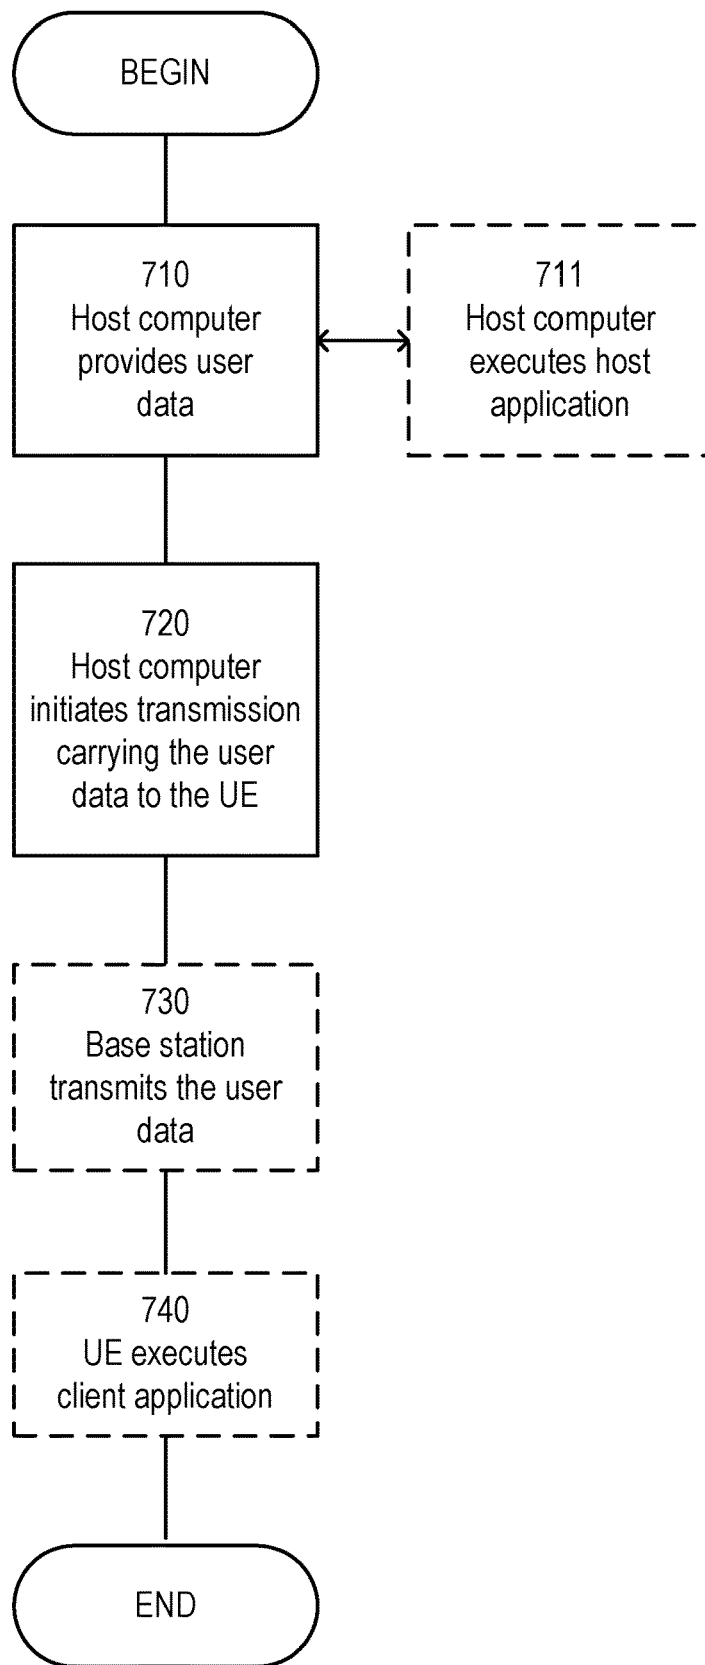 BEGIN
710
Host computer
provides user
data
711
Host computer
executes host
application
720
Host computer
initiates transmission
carrying the user
data to the UE
730
Base station
transmits the user
data
740
UE executes
client application
END